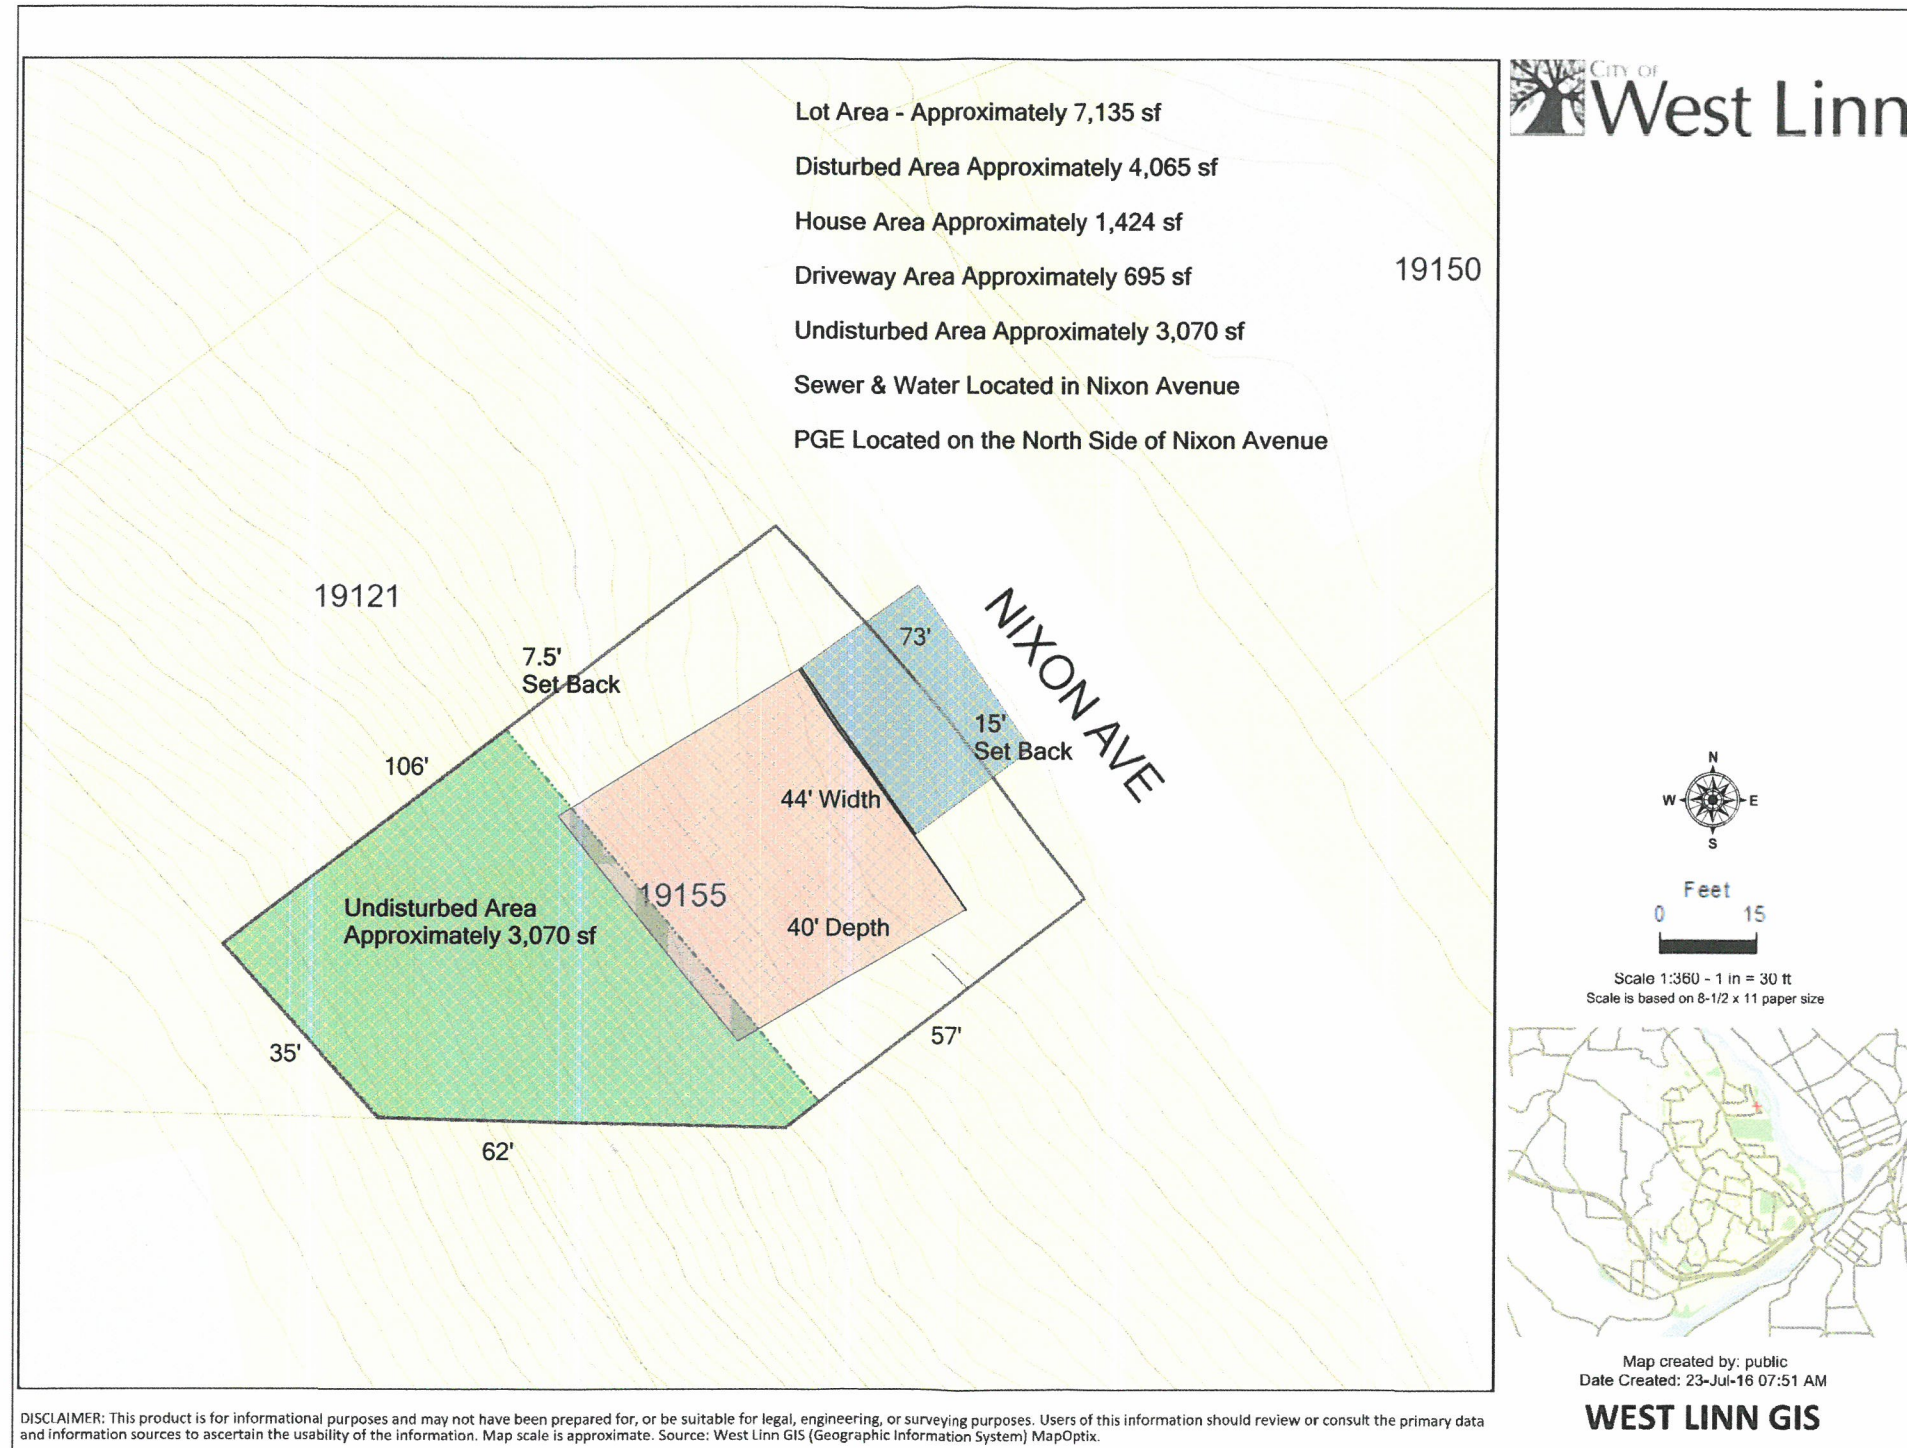 CITY OF
West Linn
Lot Area - Approximately 7,135 sf
Disturbed Area Approximately 4,065 sf
House Area Approximately 1,424 sf
Driveway Area Approximately 695 sf
Undisturbed Area Approximately 3,070 sf
Sewer & Water Located in Nixon Avenue
PGE Located on the North Side of Nixon Avenue
19150
19121
7.5'
Set Back
106'
73'
NIXON AVE
15'
Set Back
44' Width
19155
40' Depth
Undisturbed Area
Approximately 3,070 sf
35'
62'
57'
N
W E
S
Feet
0 15
Scale 1:360 - 1 in = 30 ft
Scale is based on 8-1/2 x 11 paper size
Map created by: public
Date Created: 23-Jul-16 07:51 AM
WEST LINN GIS
DISCLAIMER: This product is for informational purposes and may not have been prepared for, or be suitable for legal, engineering, or surveying purposes. Users of this information should review or consult the primary data
and information sources to ascertain the usability of the information. Map scale is approximate. Source: West Linn GIS (Geographic Information System) MapOptix.